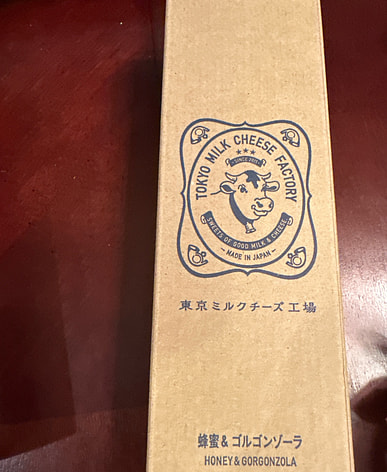 TOKYO MILK CHEESE FACTORY
SINCE 2012
SWEETS OF GOOD MILK & CHEESE
– MADE IN JAPAN –
東京ミルクチーズ工場
蜂蜜 & ゴルゴンゾーラ
HONEY & GORGONZOLA